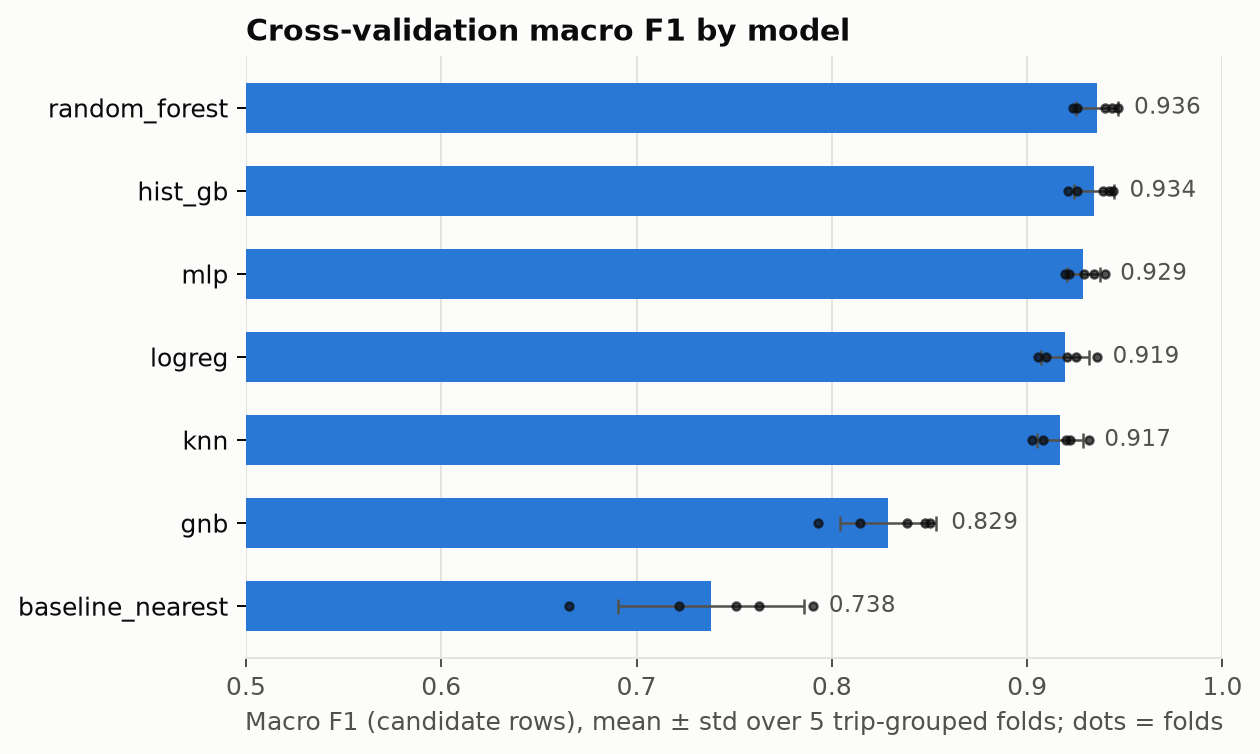 Cross-validation macro F1 by model
random_forest 0.936
hist_gb 0.934
mlp 0.929
logreg 0.919
knn 0.917
gnb 0.829
baseline_nearest 0.738
0.5 0.6 0.7 0.8 0.9 1.0
Macro F1 (candidate rows), mean ± std over 5 trip-grouped folds; dots = folds